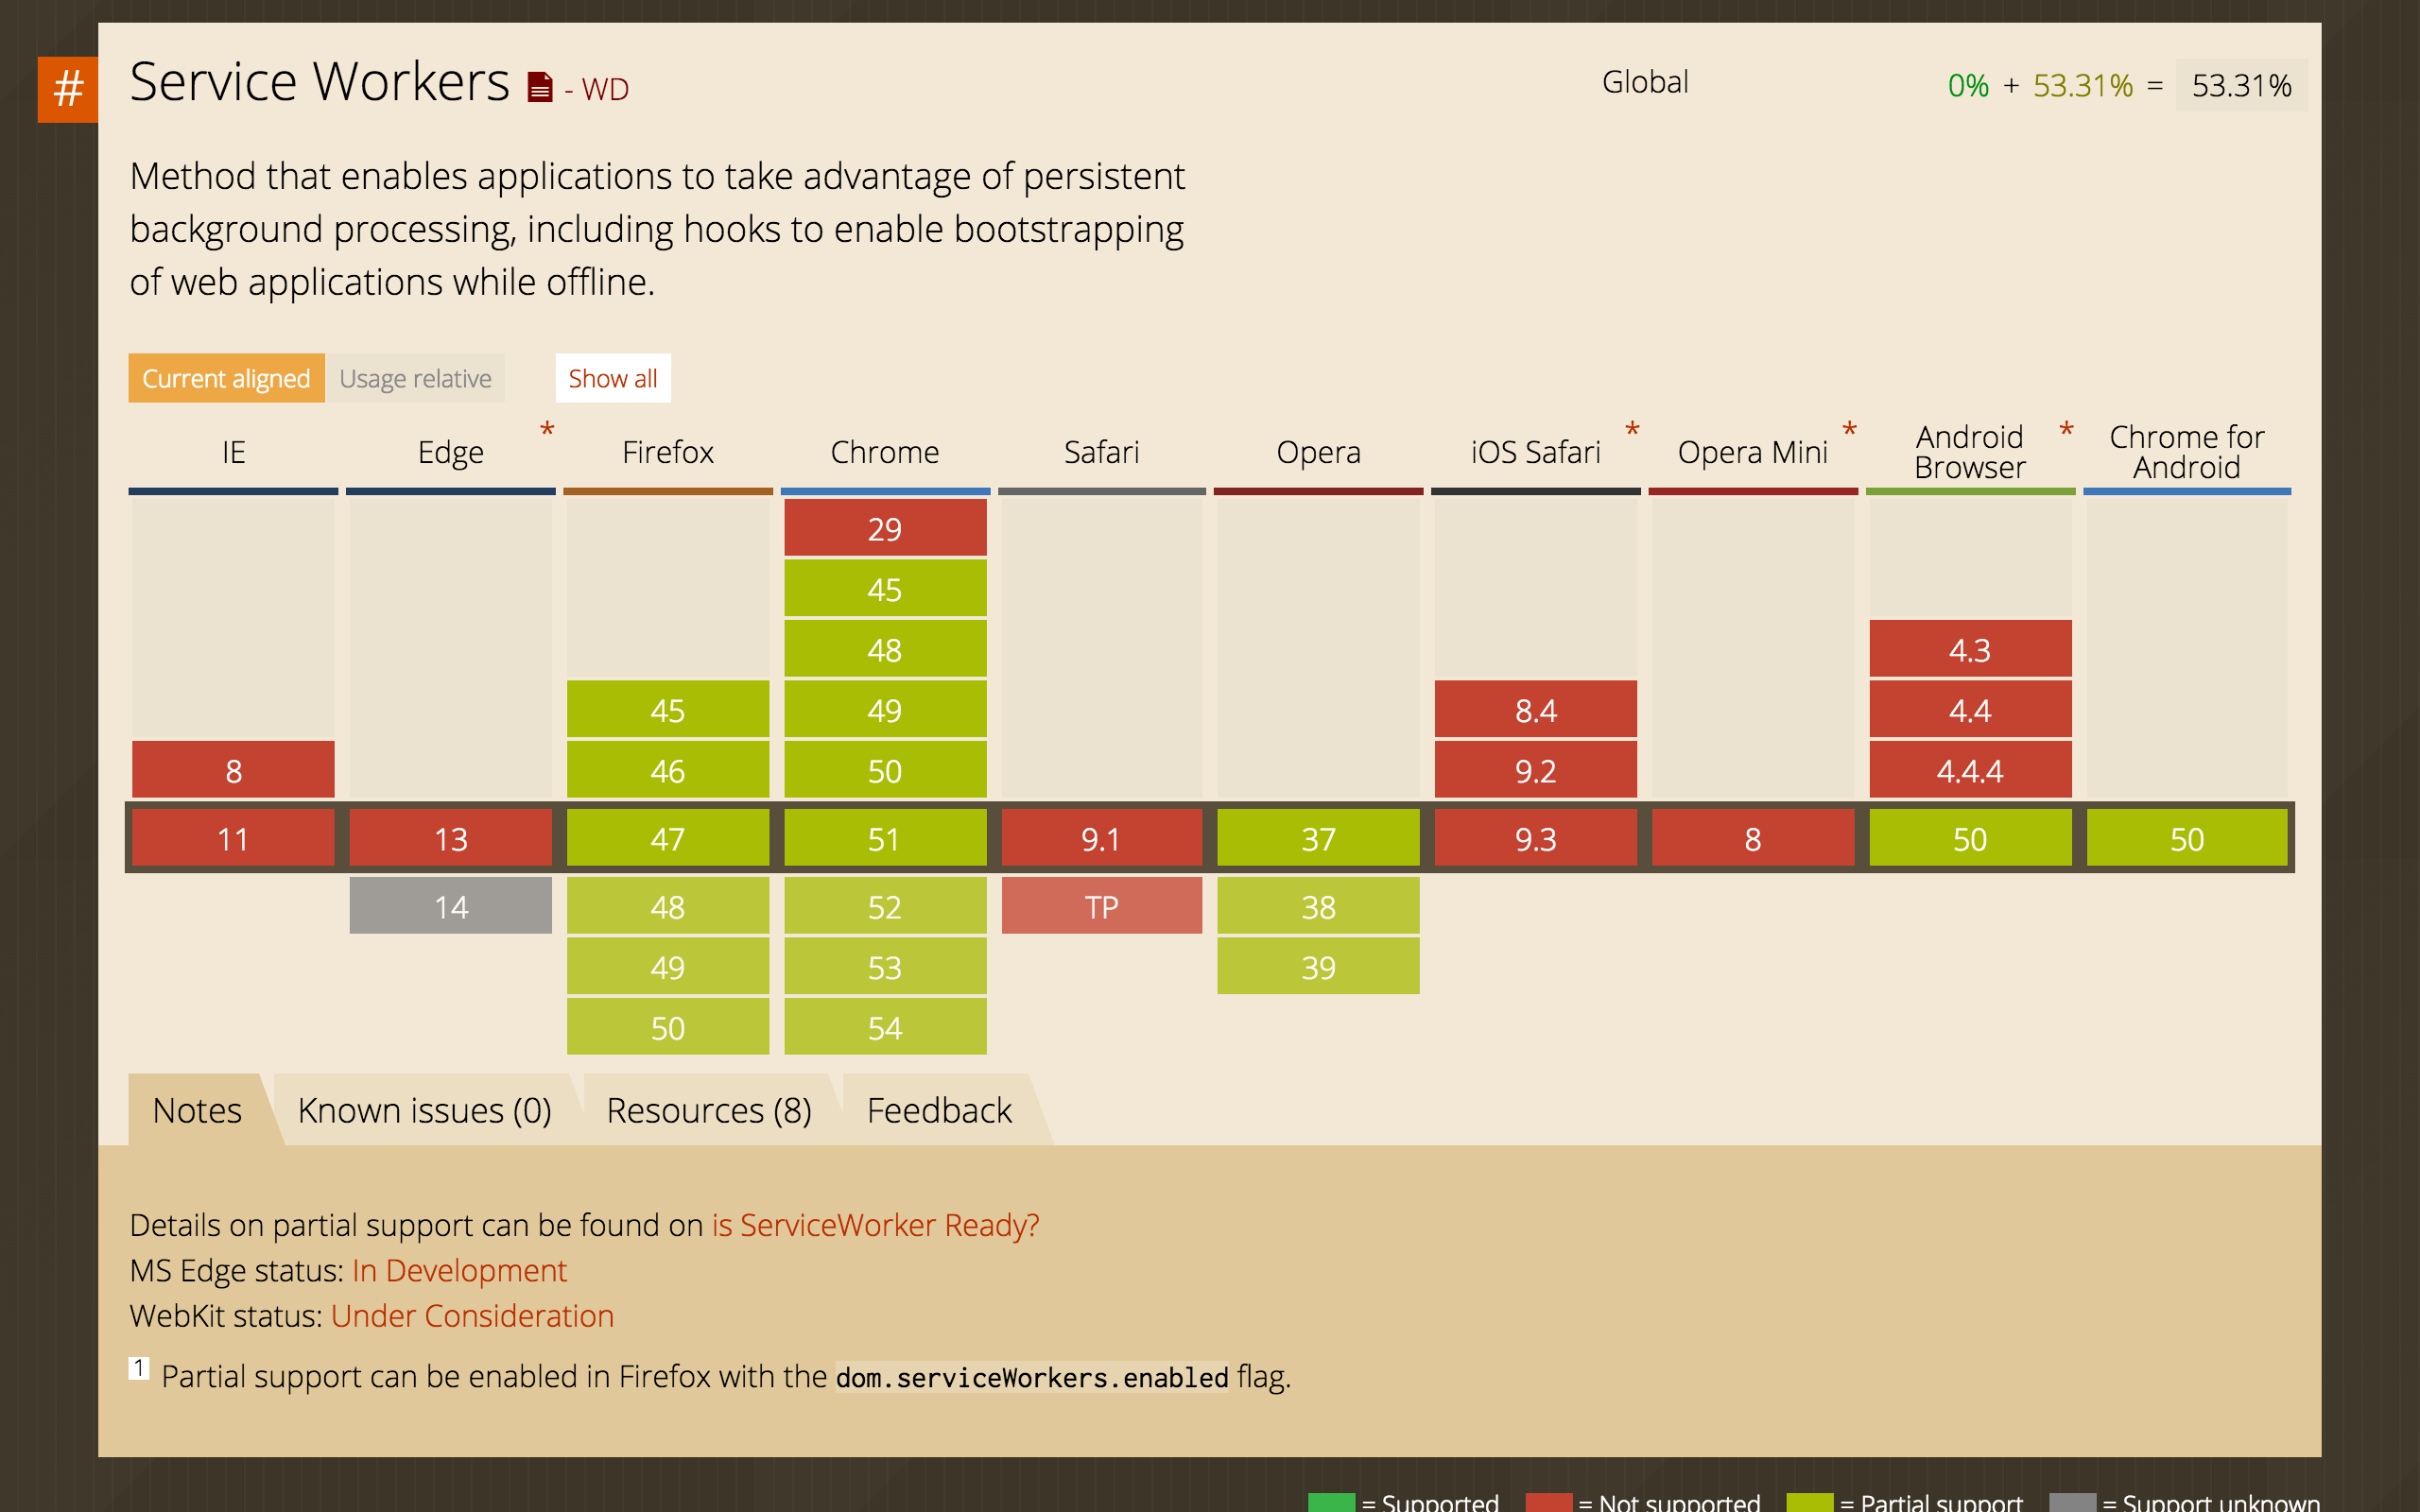 #
Service Workers - WD
Global
0% + 53.31% = 53.31%
Method that enables applications to take advantage of persistent
background processing, including hooks to enable bootstrapping
of web applications while offline.
Current aligned Usage relative Show all
IE Edge * Firefox Chrome Safari Opera iOS Safari * Opera Mini * Android Browser * Chrome for Android
29
45
48 4.3
45 49 8.4 4.4
8 46 50 9.2 4.4.4
11 13 47 51 9.1 37 9.3 8 50 50
14 48 52 TP 38
49 53 39
50 54
Notes Known issues (0) Resources (8) Feedback
Details on partial support can be found on is ServiceWorker Ready?
MS Edge status: In Development
WebKit status: Under Consideration
1 Partial support can be enabled in Firefox with the dom.serviceWorkers.enabled flag.
= Supported = Not supported = Partial support = Support unknown